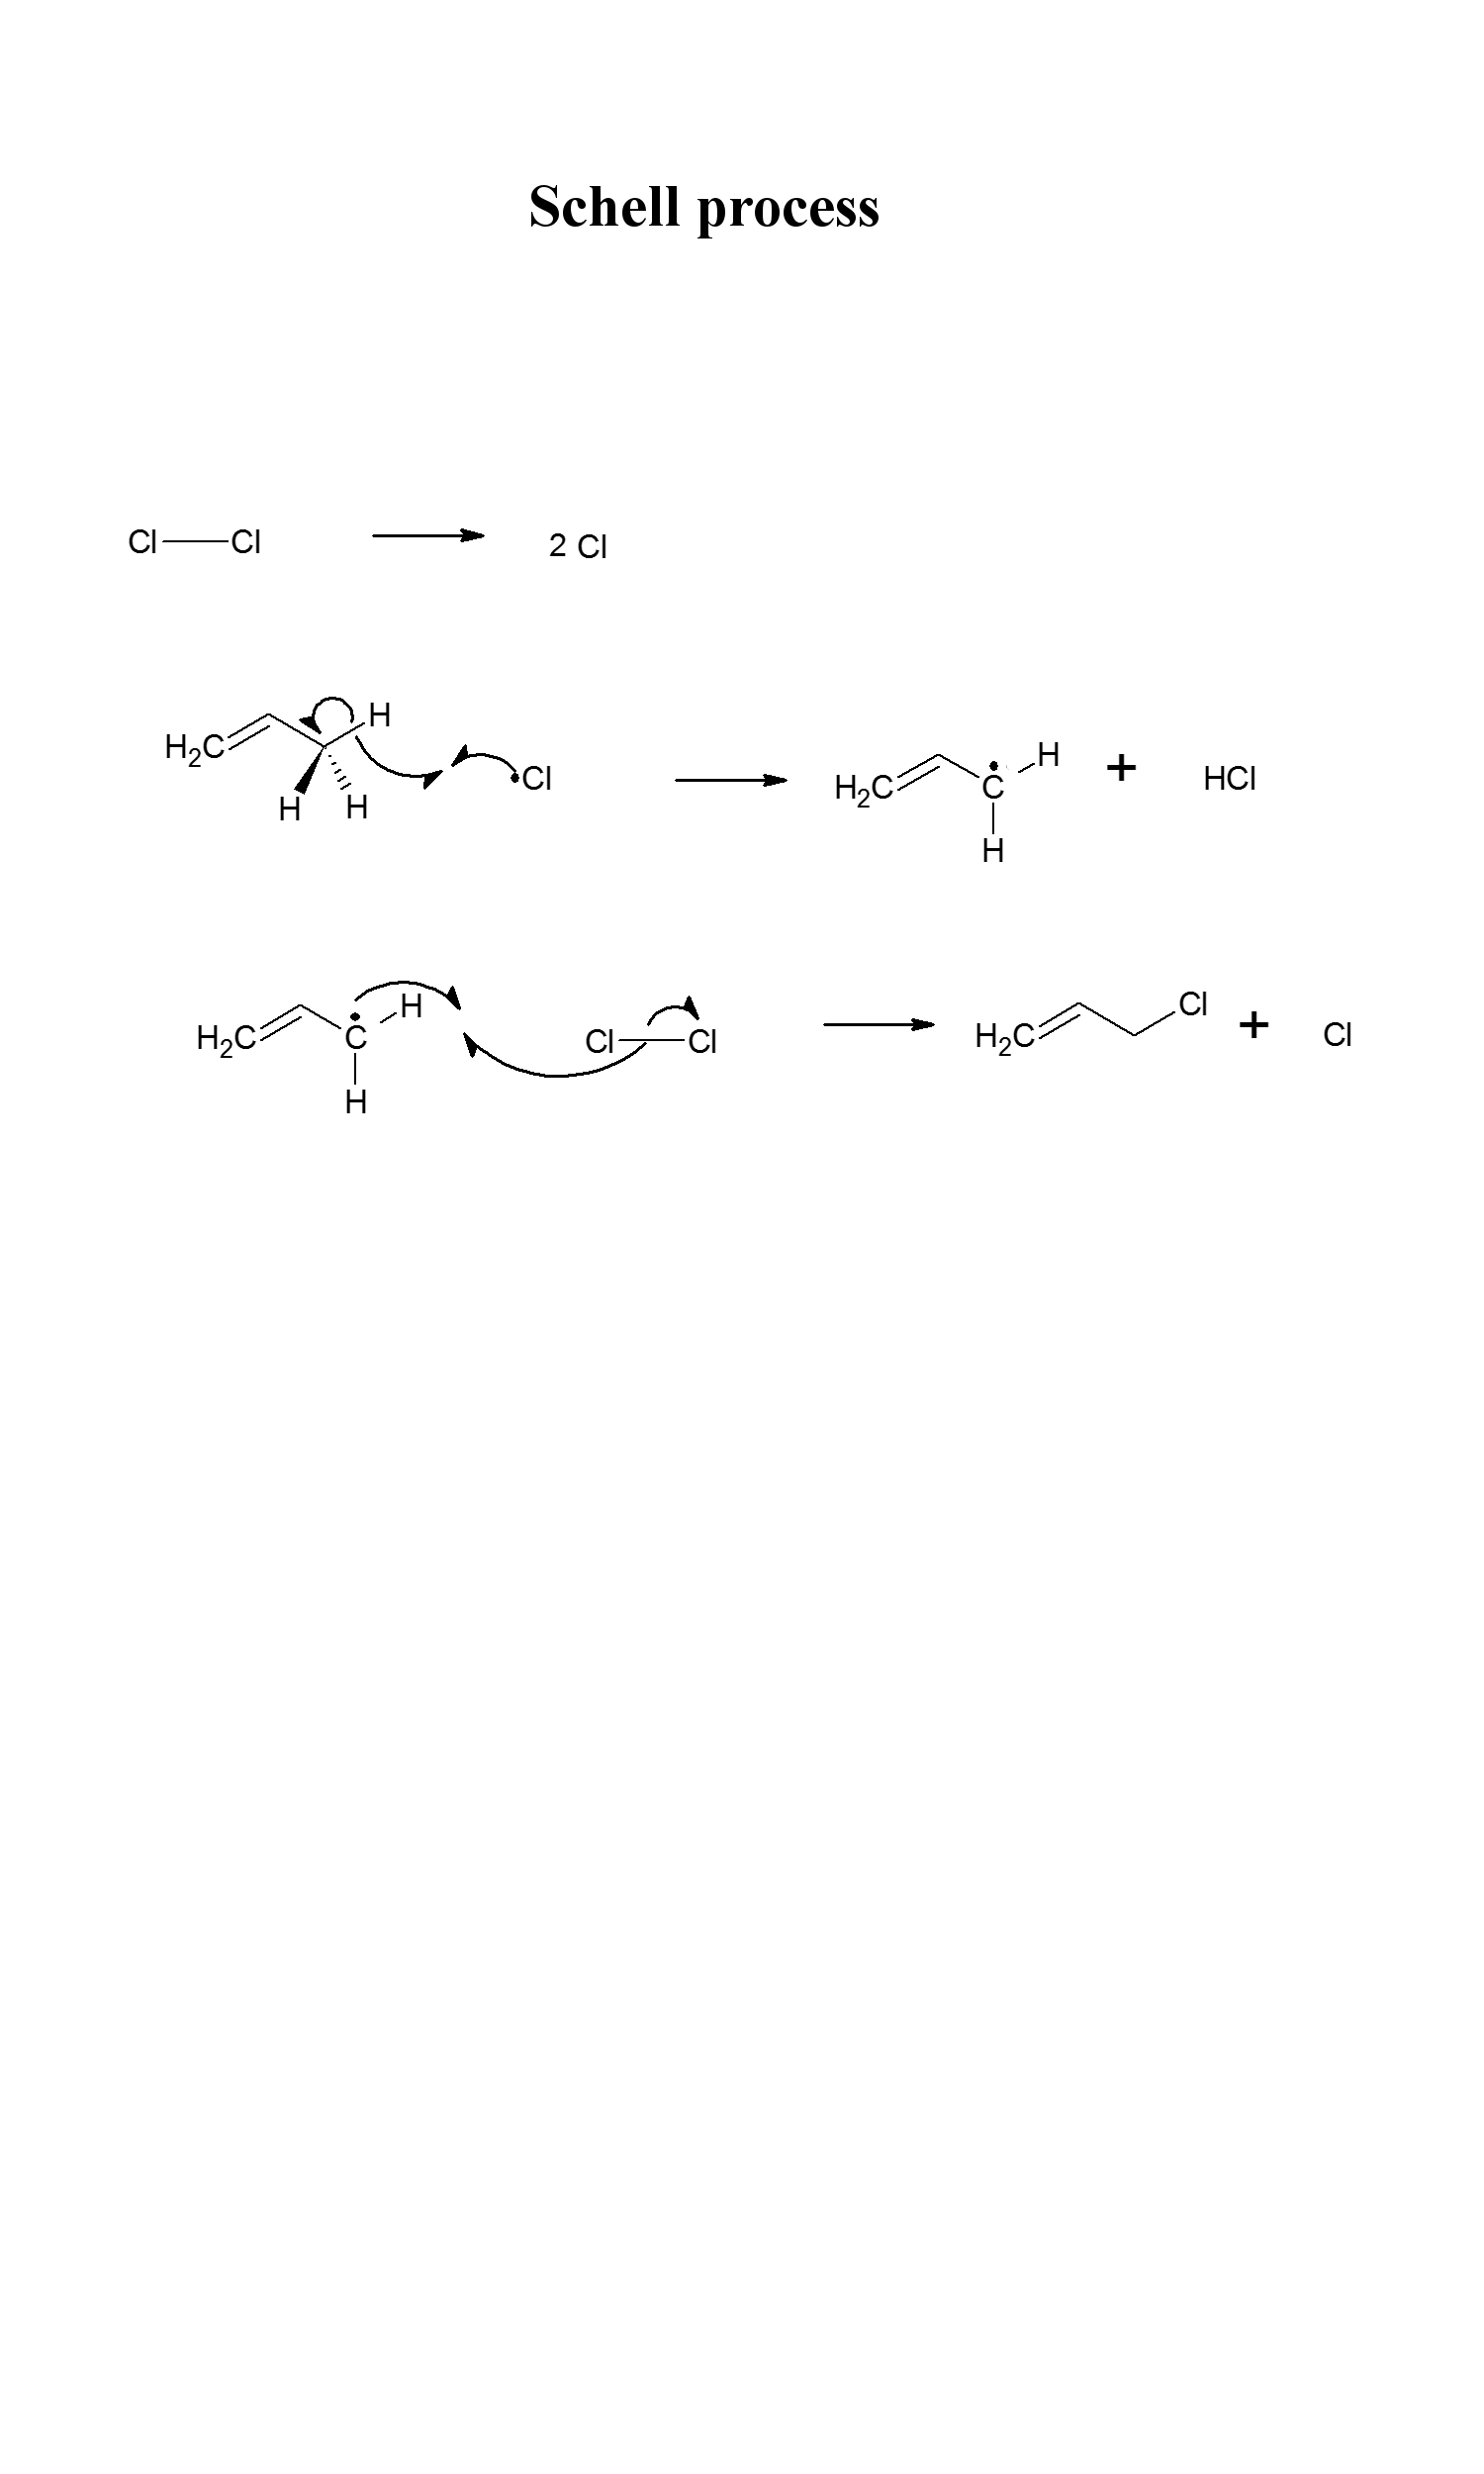 Schell process
Cl Cl 2 Cl
H
H₂C H H •Cl H₂C C• H H + HCl
H₂C C• H H Cl Cl H₂C Cl + Cl